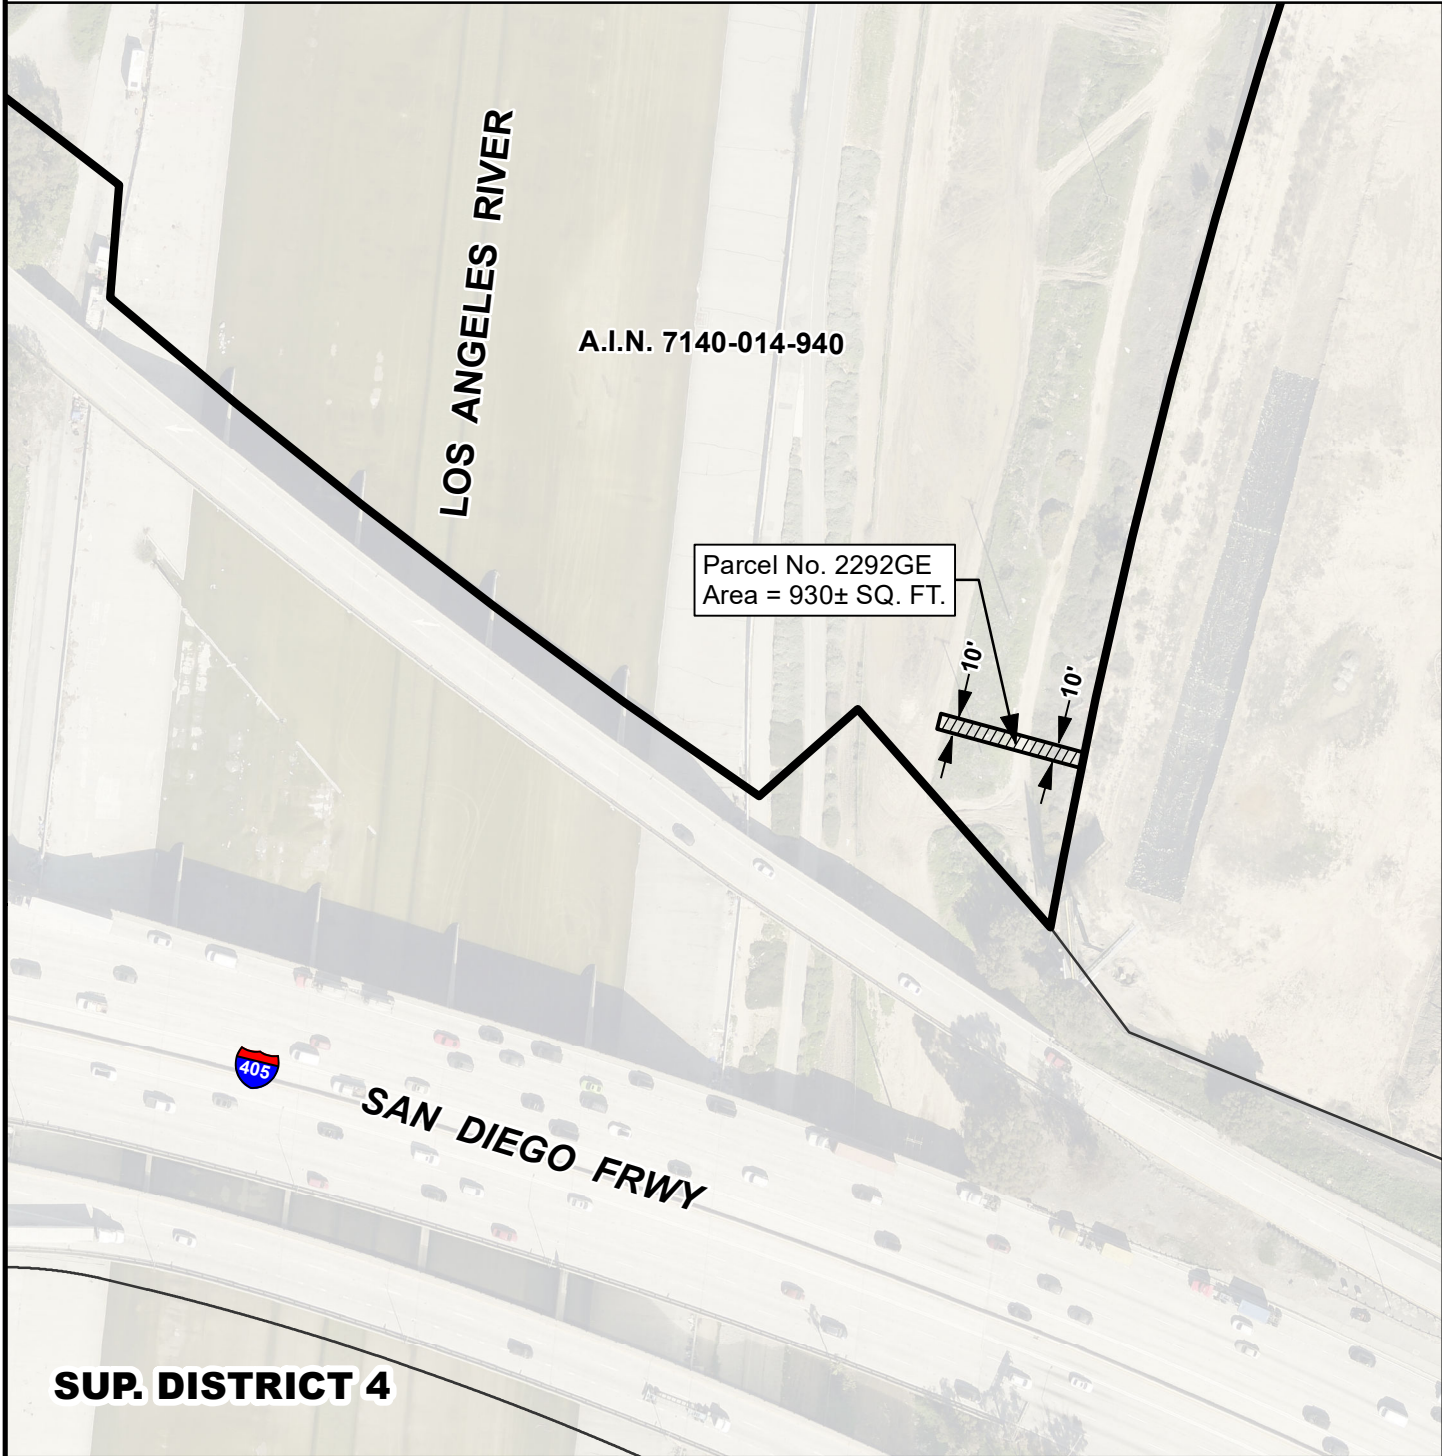 LOS ANGELES RIVER
A.I.N. 7140-014-940
Parcel No. 2292GE
Area = 930± SQ. FT.
10'
10'
405
SAN DIEGO FRWY
SUP. DISTRICT 4